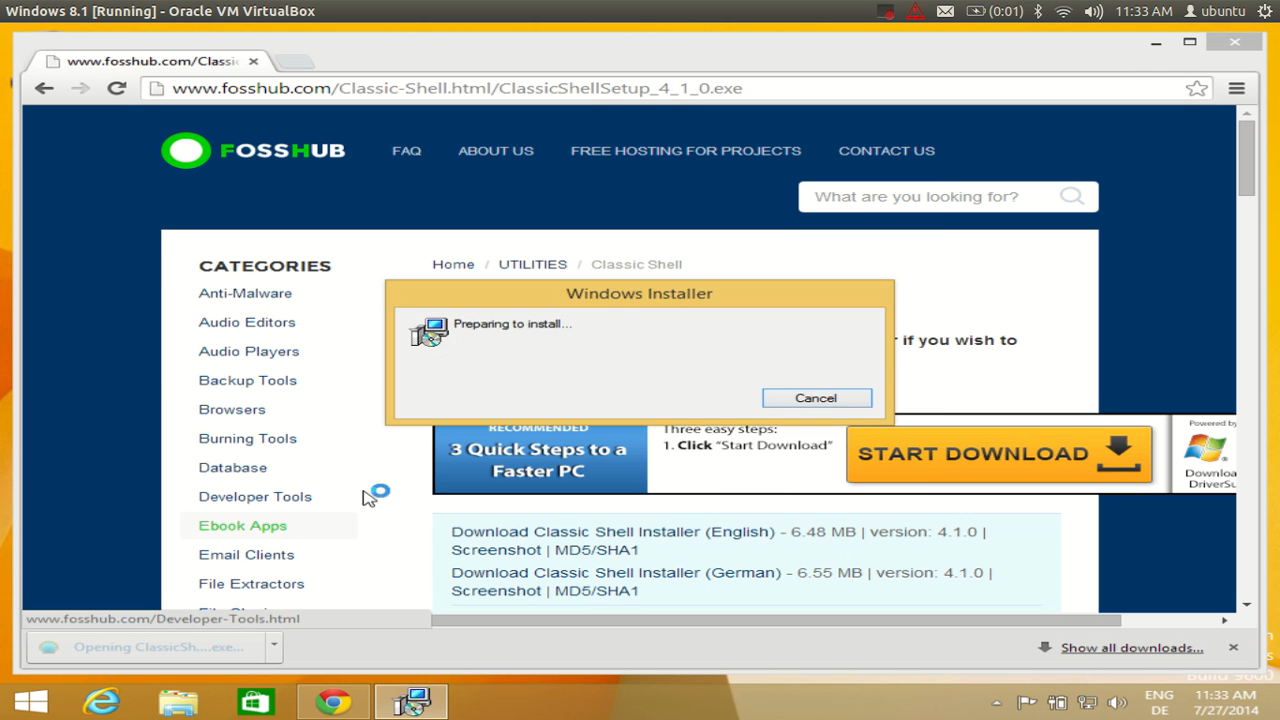 Windows 8.1 [Running] - Oracle VM VirtualBox
(0:01)
11:33 AM
ubuntu
www.fosshub.com/Classi
www.fosshub.com/Classic-Shell.html/ClassicShellSetup_4_1_0.exe
FOSSHUB
FAQ
ABOUT US
FREE HOSTING FOR PROJECTS
CONTACT US
What are you looking for?
CATEGORIES
Anti-Malware
Audio Editors
Audio Players
Backup Tools
Browsers
Burning Tools
Database
Developer Tools
Ebook Apps
Email Clients
File Extractors
Home / UTILITIES / Classic Shell
Windows Installer
Preparing to install...
Cancel
if you wish to
RECOMMENDED
3 Quick Steps to a
Faster PC
Three easy steps:
1. Click "Start Download"
START DOWNLOAD
Powered by
Downloa
DriverSu
Download Classic Shell Installer (English) - 6.48 MB | version: 4.1.0 |
Screenshot | MD5/SHA1
Download Classic Shell Installer (German) - 6.55 MB | version: 4.1.0 |
Screenshot | MD5/SHA1
www.fosshub.com/Developer-Tools.html
Opening ClassicSh....exe...
Show all downloads...
Build 9600
ENG
DE
11:33 AM
7/27/2014